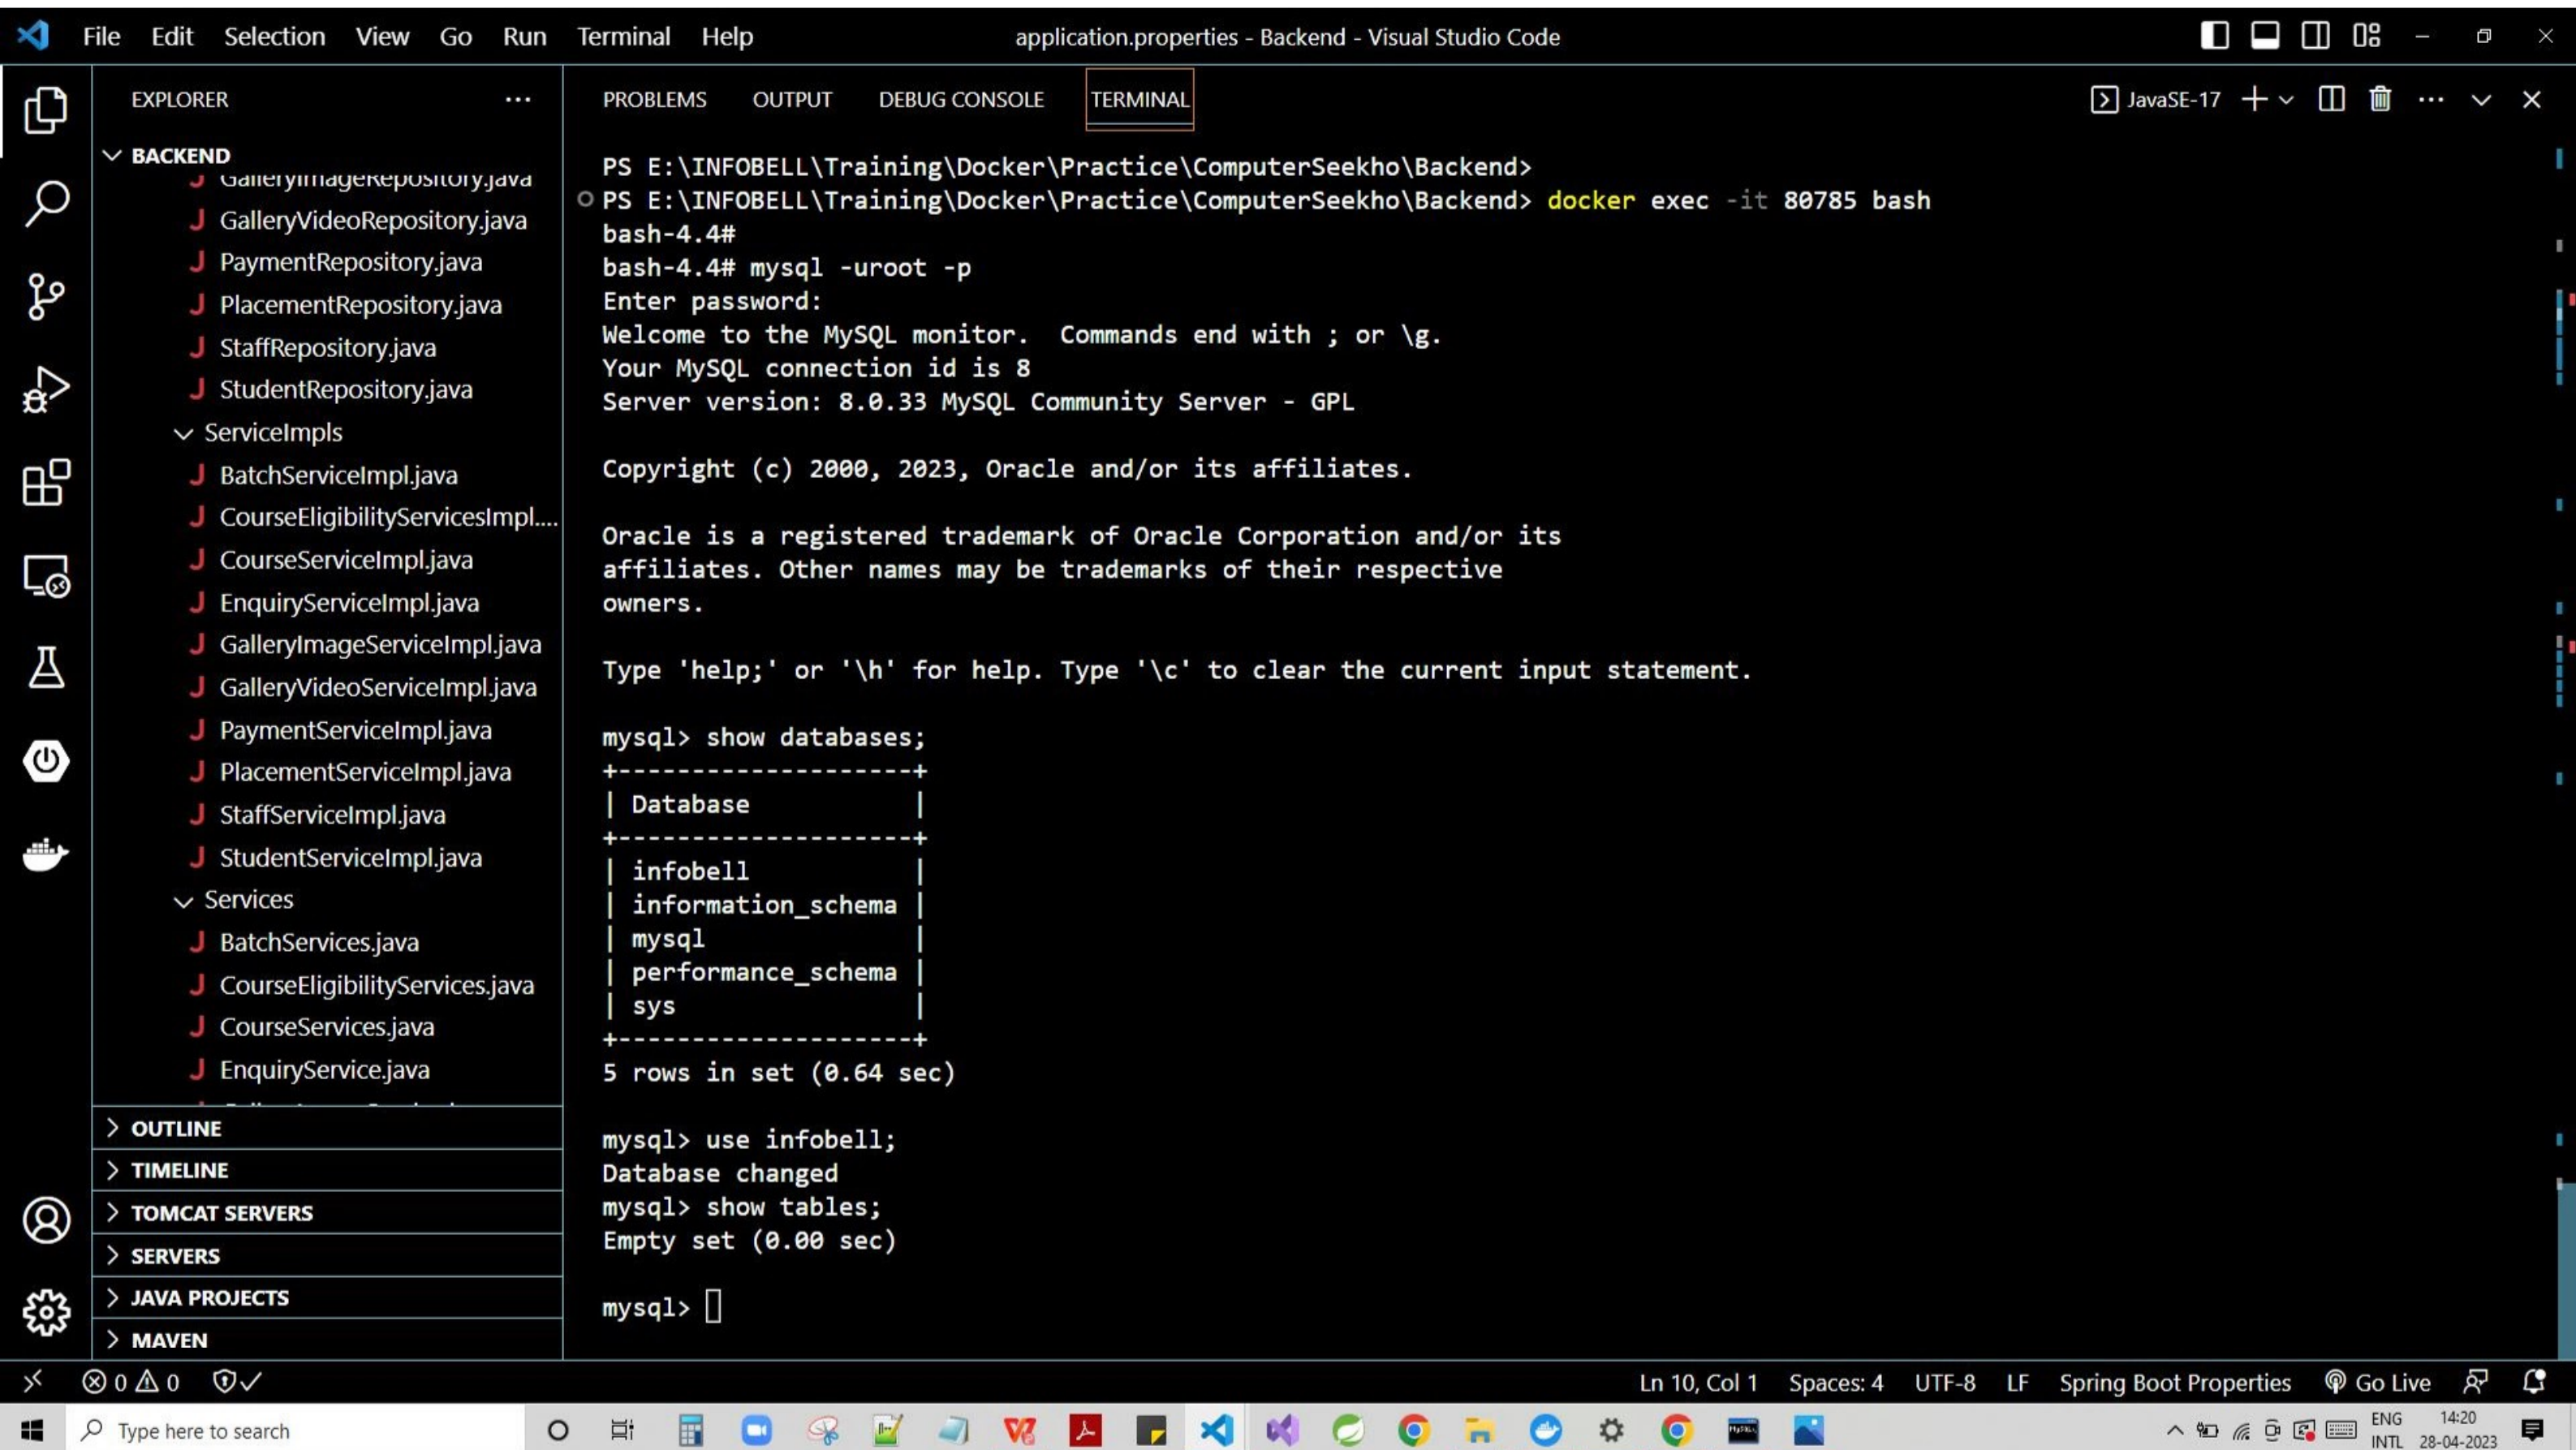 File Edit Selection View Go Run Terminal Help application.properties - Backend - Visual Studio Code
EXPLORER
BACKEND
GalleryImageRepository.java
GalleryVideoRepository.java
PaymentRepository.java
PlacementRepository.java
StaffRepository.java
StudentRepository.java
ServiceImpls
BatchServiceImpl.java
CourseEligibilityServicesImpl....
CourseServiceImpl.java
EnquiryServiceImpl.java
GalleryImageServiceImpl.java
GalleryVideoServiceImpl.java
PaymentServiceImpl.java
PlacementServiceImpl.java
StaffServiceImpl.java
StudentServiceImpl.java
Services
BatchServices.java
CourseEligibilityServices.java
CourseServices.java
EnquiryService.java
OUTLINE
TIMELINE
TOMCAT SERVERS
SERVERS
JAVA PROJECTS
MAVEN
PROBLEMS OUTPUT DEBUG CONSOLE TERMINAL JavaSE-17
PS E:\INFOBELL\Training\Docker\Practice\ComputerSeekho\Backend>
PS E:\INFOBELL\Training\Docker\Practice\ComputerSeekho\Backend> docker exec -it 80785 bash
bash-4.4#
bash-4.4# mysql -uroot -p
Enter password:
Welcome to the MySQL monitor.  Commands end with ; or \g.
Your MySQL connection id is 8
Server version: 8.0.33 MySQL Community Server - GPL
Copyright (c) 2000, 2023, Oracle and/or its affiliates.
Oracle is a registered trademark of Oracle Corporation and/or its
affiliates. Other names may be trademarks of their respective
owners.
Type 'help;' or '\h' for help. Type '\c' to clear the current input statement.
mysql> show databases;
+--------------------+
| Database           |
+--------------------+
| infobell           |
| information_schema |
| mysql              |
| performance_schema |
| sys                |
+--------------------+
5 rows in set (0.64 sec)
mysql> use infobell;
Database changed
mysql> show tables;
Empty set (0.00 sec)
mysql>
0 0 Ln 10, Col 1 Spaces: 4 UTF-8 LF Spring Boot Properties Go Live
Type here to search ENG 14:20
INTL 28-04-2023